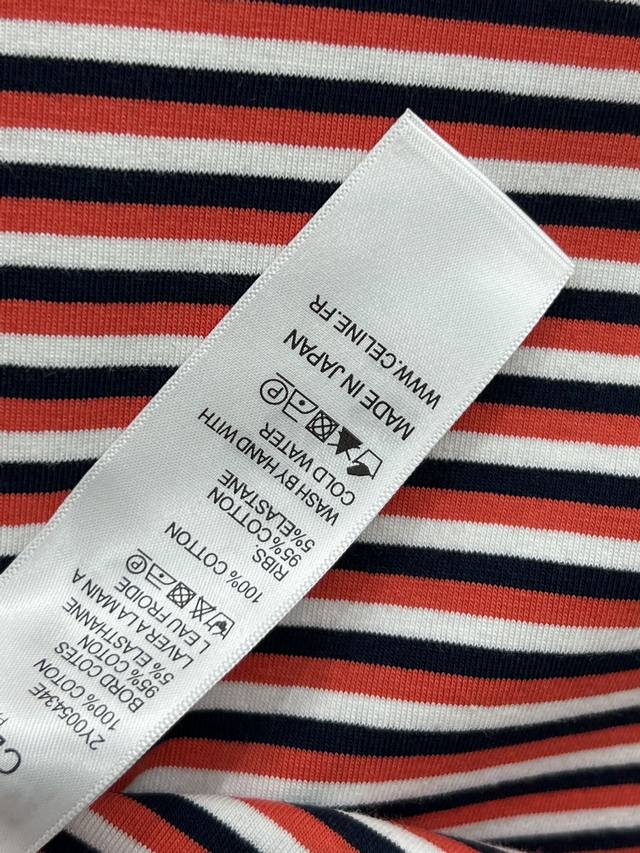 2Y005434E
100% COTON
BORD COTES
95% COTON
5% ELASTHANNE
LAVER A LA MAIN A
L EAU FROIDE
100% COTTON
RIBS
95% COTTON
5%ELASTANE
WASH BY HAND WITH
COLD WATER
MADE IN JAPAN
WWW.CELINE.FR